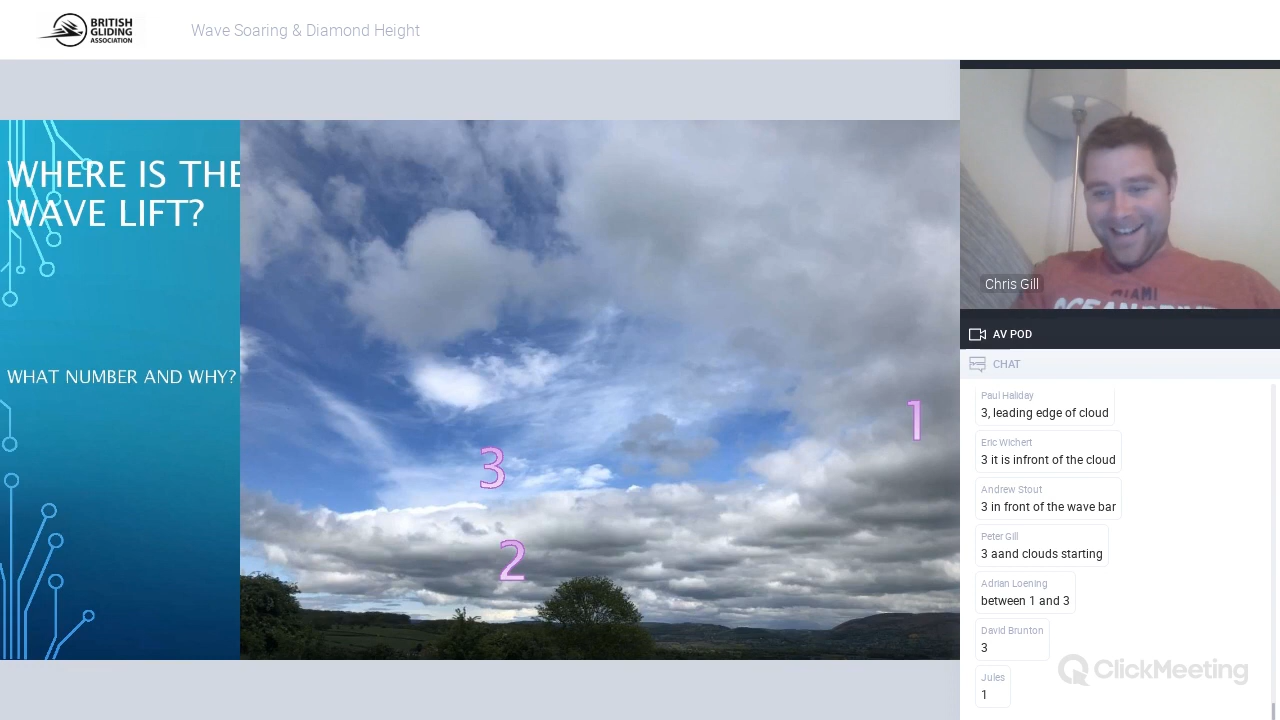 BRITISH
GLIDING
ASSOCIATION
Wave Soaring & Diamond Height
WHERE IS THE
WAVE LIFT?
WHAT NUMBER AND WHY?
1
3
2
Chris Gill
MIAMI
OCEAN DRIVE
AV POD
CHAT
Paul Haliday
3, leading edge of cloud
Eric Wichert
3 it is infront of the cloud
Andrew Stout
3 in front of the wave bar
Peter Gill
3 aand clouds starting
Adrian Loening
between 1 and 3
David Brunton
3
Jules
1
ClickMeeting